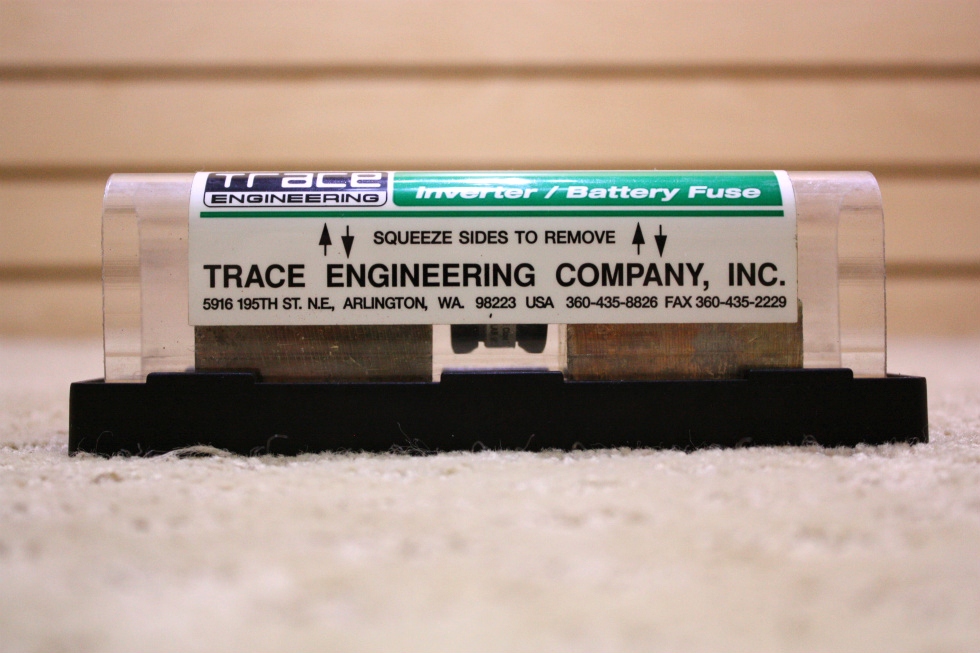 Trace ENGINEERING Inverter / Battery Fuse
SQUEEZE SIDES TO REMOVE
TRACE ENGINEERING COMPANY, INC.
5916 195TH ST. N.E., ARLINGTON, WA. 98223 USA 360-435-8826 FAX 360-435-2229